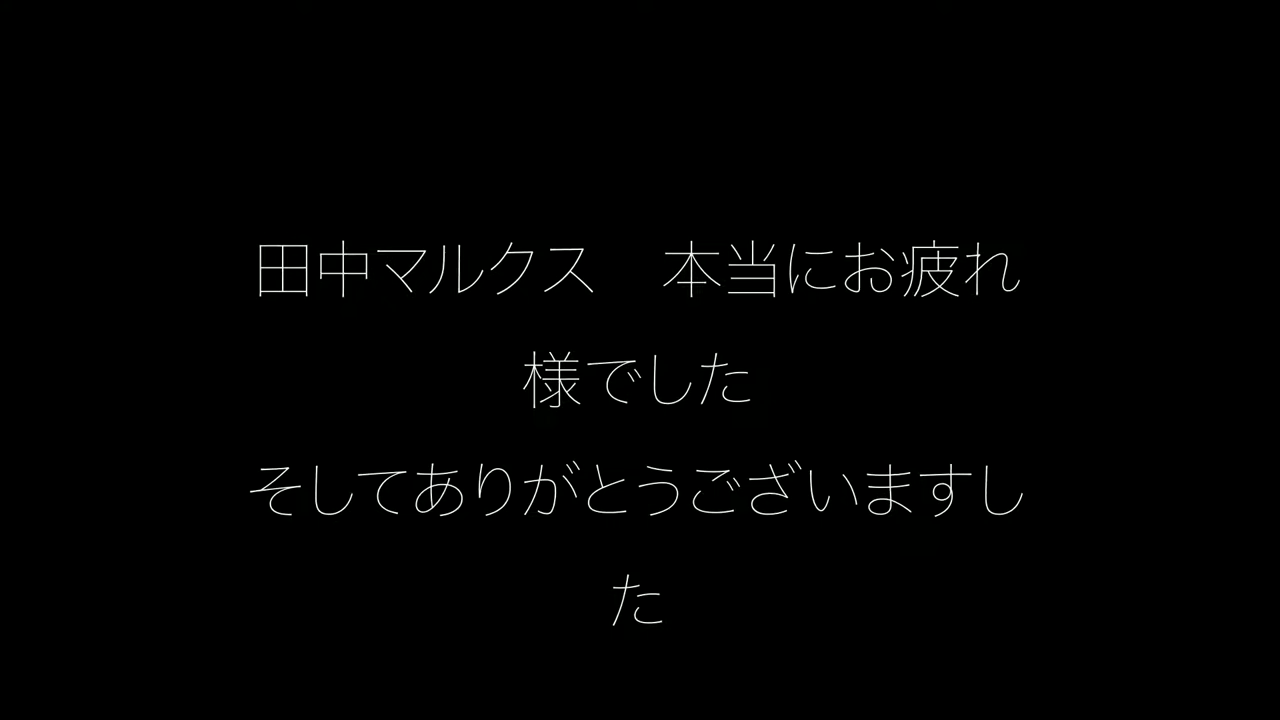 田中マルクス　本当にお疲れ
様でした
そしてありがとうございますし
た